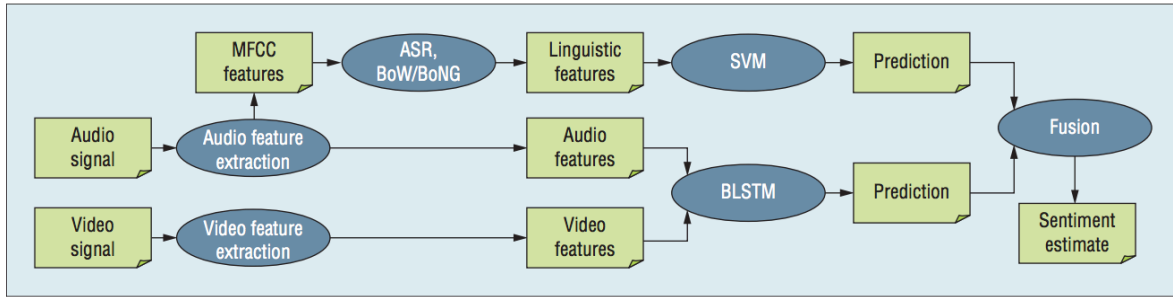 MFCC
features
ASR,
BoW/BoNG
Linguistic
features
SVM
Prediction
Audio
signal
Audio feature
extraction
Audio
features
Fusion
BLSTM
Prediction
Video
signal
Video feature
extraction
Video
features
Sentiment
estimate